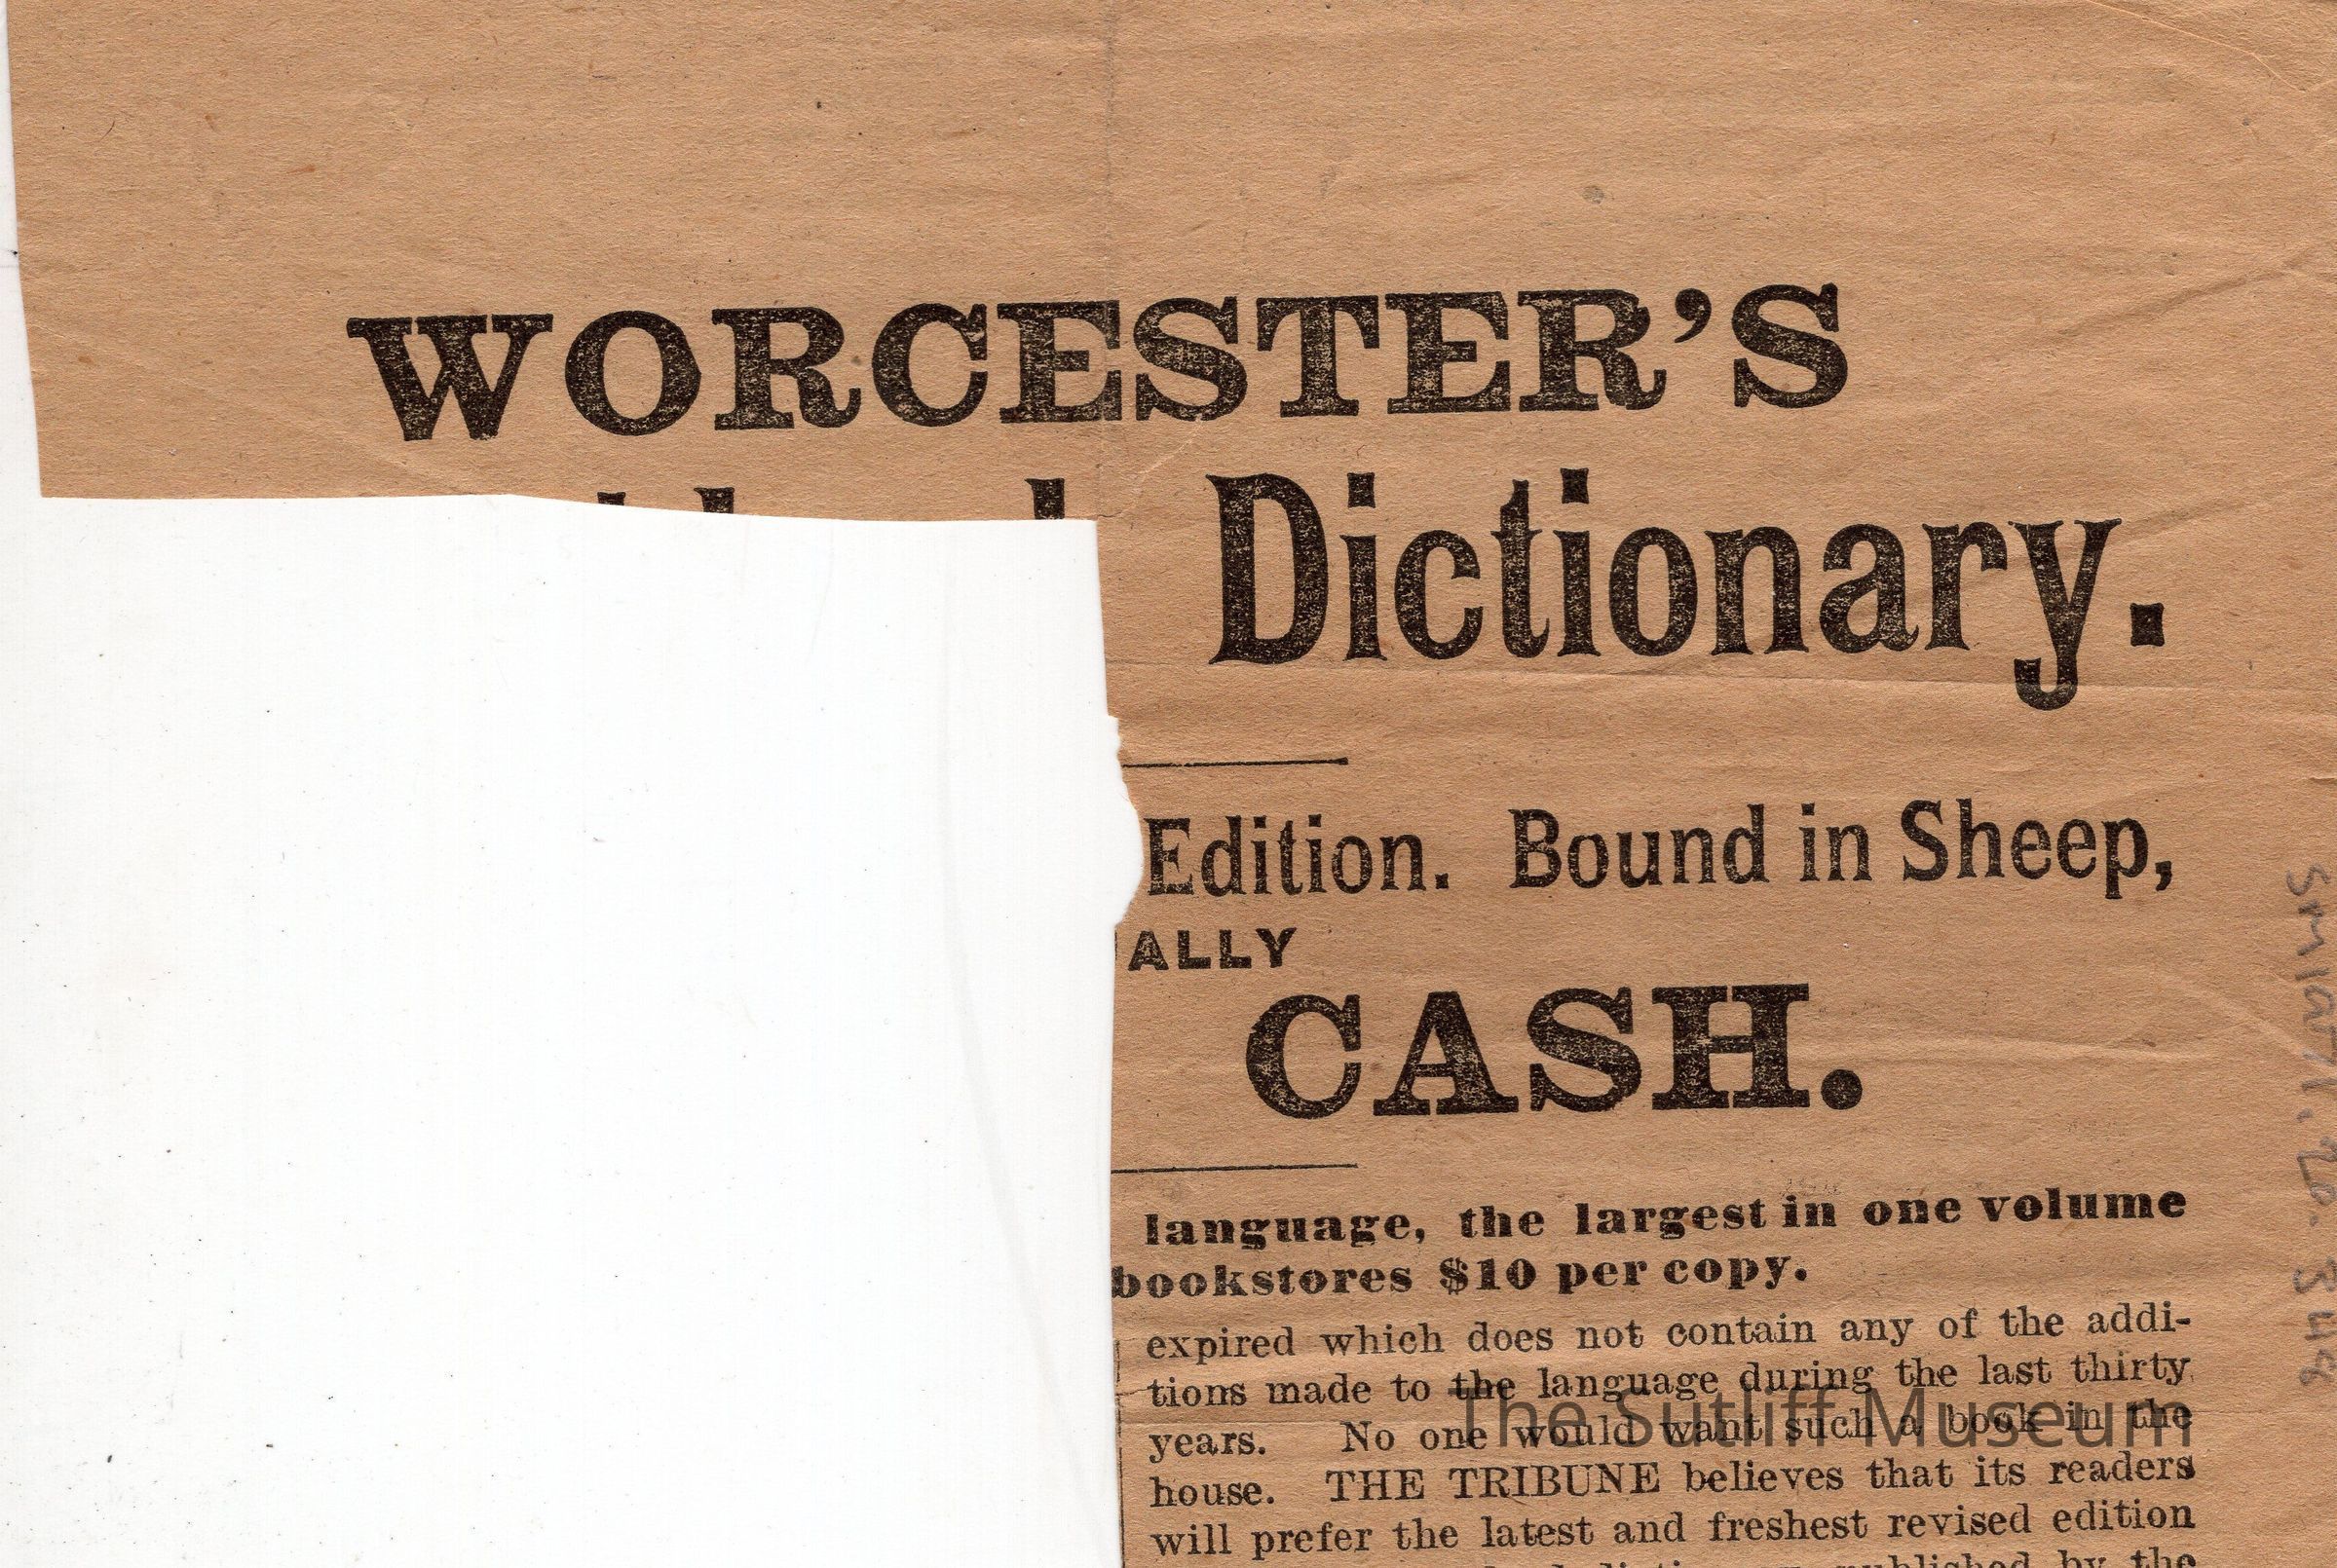 WORCESTER'S
Dictionary.
Edition. Bound in Sheep,
ALLY
CASH.
language, the largest in one volume
bookstores $10 per copy.
expired which does not contain any of the addi-
tions made to the language during the last thirty
years. No one would want such a book in the
house. THE TRIBUNE believes that its readers
will prefer the latest and freshest revised edition
published by the
The Sutliff Museum